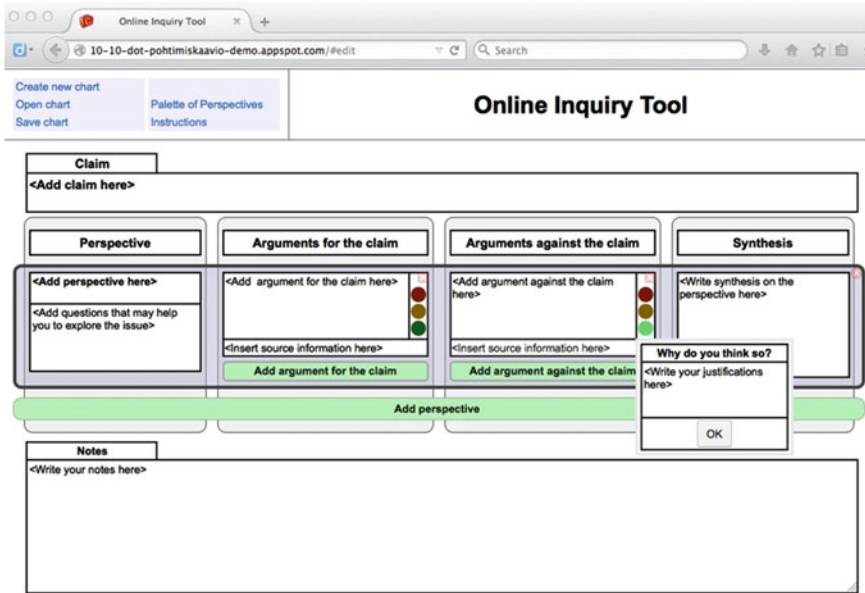 Online Inquiry Tool
10-10-dot-pohtimiskaavio-demo.appspot.com/#edit
Search
Create new chart
Open chart
Palette of Perspectives
Save chart
Instructions
Online Inquiry Tool
Claim
<Add claim here>
Perspective
Arguments for the claim
Arguments against the claim
Synthesis
<Add perspective here>
<Add questions that may help
you to explore the issue>
<Add argument for the claim here>
<Insert source information here>
Add argument for the claim
<Add argument against the claim
here>
<Insert source information here>
Add argument against the claim
<Write synthesis on the
perspective here>
Why do you think so?
<Write your justifications
here>
OK
Add perspective
Notes
<Write your notes here>